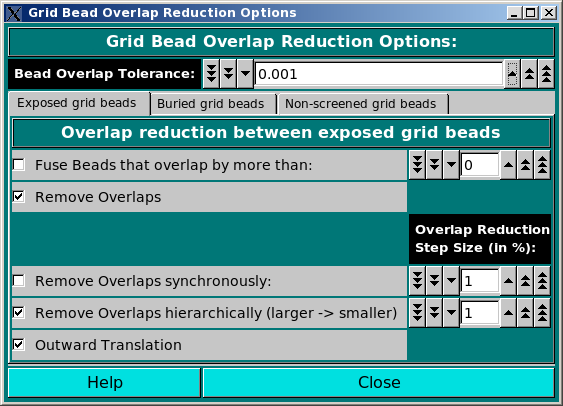 Grid Bead Overlap Reduction Options
Grid Bead Overlap Reduction Options:
Bead Overlap Tolerance: 0.001
Exposed grid beads Buried grid beads Non-screened grid beads
Overlap reduction between exposed grid beads
Fuse Beads that overlap by more than: 0
Remove Overlaps
Overlap Reduction
Step Size (in %):
Remove Overlaps synchronously: 1
Remove Overlaps hierarchically (larger -> smaller) 1
Outward Translation
Help Close